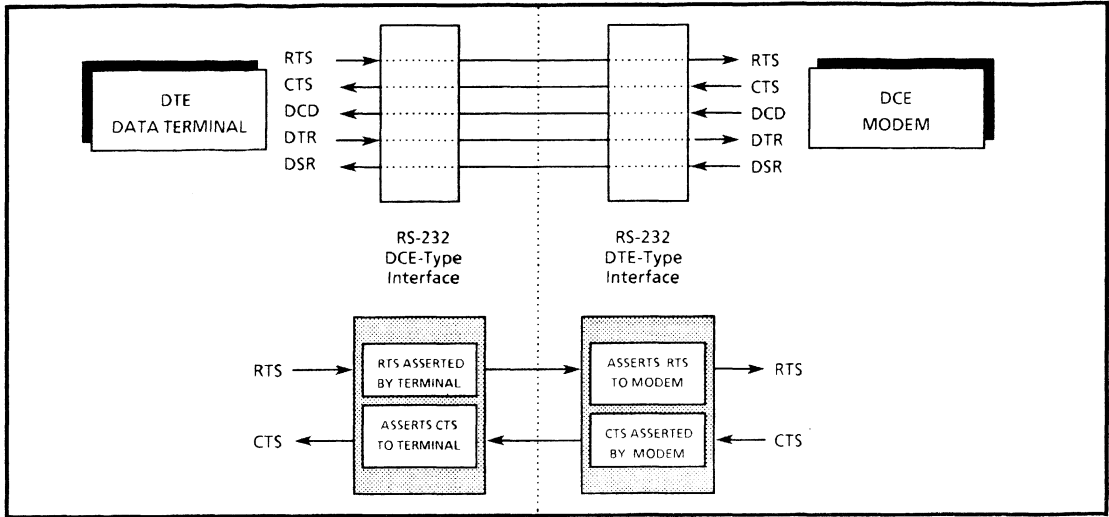 DTE
DATA TERMINAL
RTS
CTS
DCD
DTR
DSR
RTS
CTS
DCD
DTR
DSR
DCE
MODEM
RS-232
DCE-Type
Interface
RS-232
DTE-Type
Interface
RTS
CTS
RTS ASSERTED
BY TERMINAL
ASSERTS CTS
TO TERMINAL
ASSERTS RTS
TO MODEM
CTS ASSERTED
BY MODEM
RTS
CTS